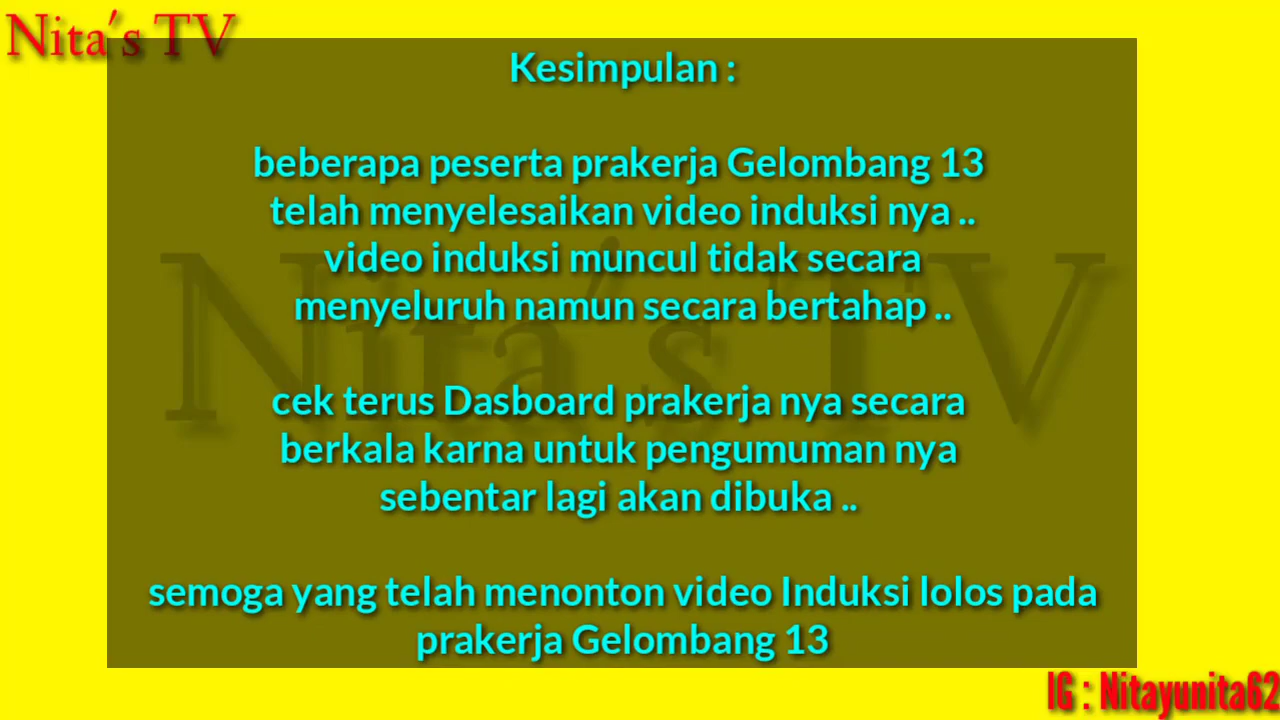 Nita's TV
Kesimpulan :
beberapa peserta prakerja Gelombang 13
telah menyelesaikan video induksi nya ..
video induksi muncul tidak secara
menyeluruh namun secara bertahap ..
cek terus Dasboard prakerja nya secara
berkala karna untuk pengumuman nya
sebentar lagi akan dibuka ..
semoga yang telah menonton video Induksi lolos pada
prakerja Gelombang 13
Nita's TV
IG : Nitayunita62